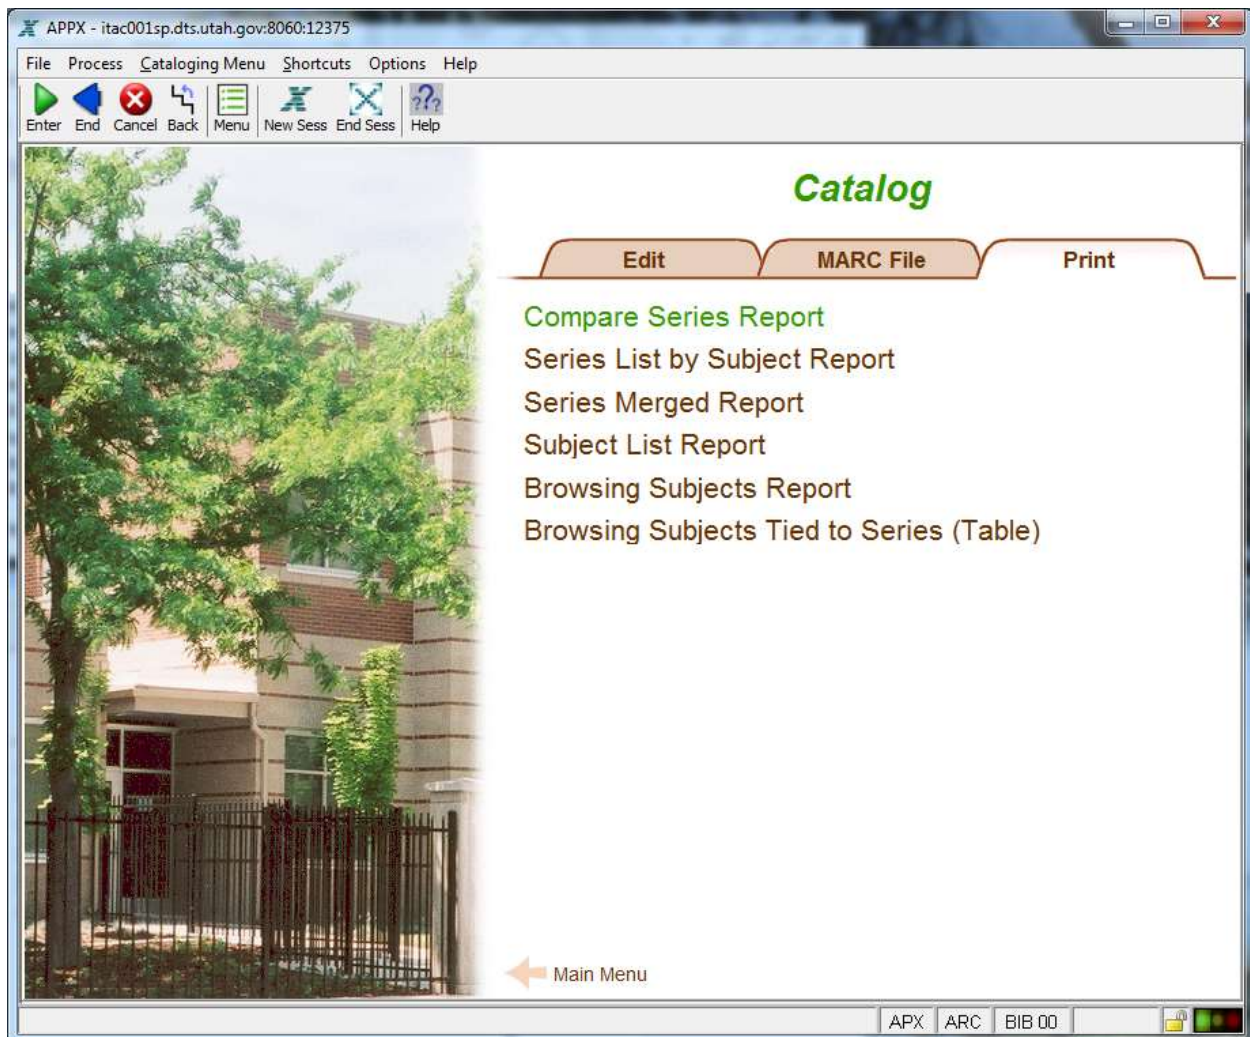 APPX - itac001sp.dts.utah.gov:8060:12375
File Process Cataloging Menu Shortcuts Options Help
Enter End Cancel Back Menu New Sess End Sess Help
Catalog
Edit MARC File Print
Compare Series Report
Series List by Subject Report
Series Merged Report
Subject List Report
Browsing Subjects Report
Browsing Subjects Tied to Series (Table)
Main Menu
APX ARC BIB 00